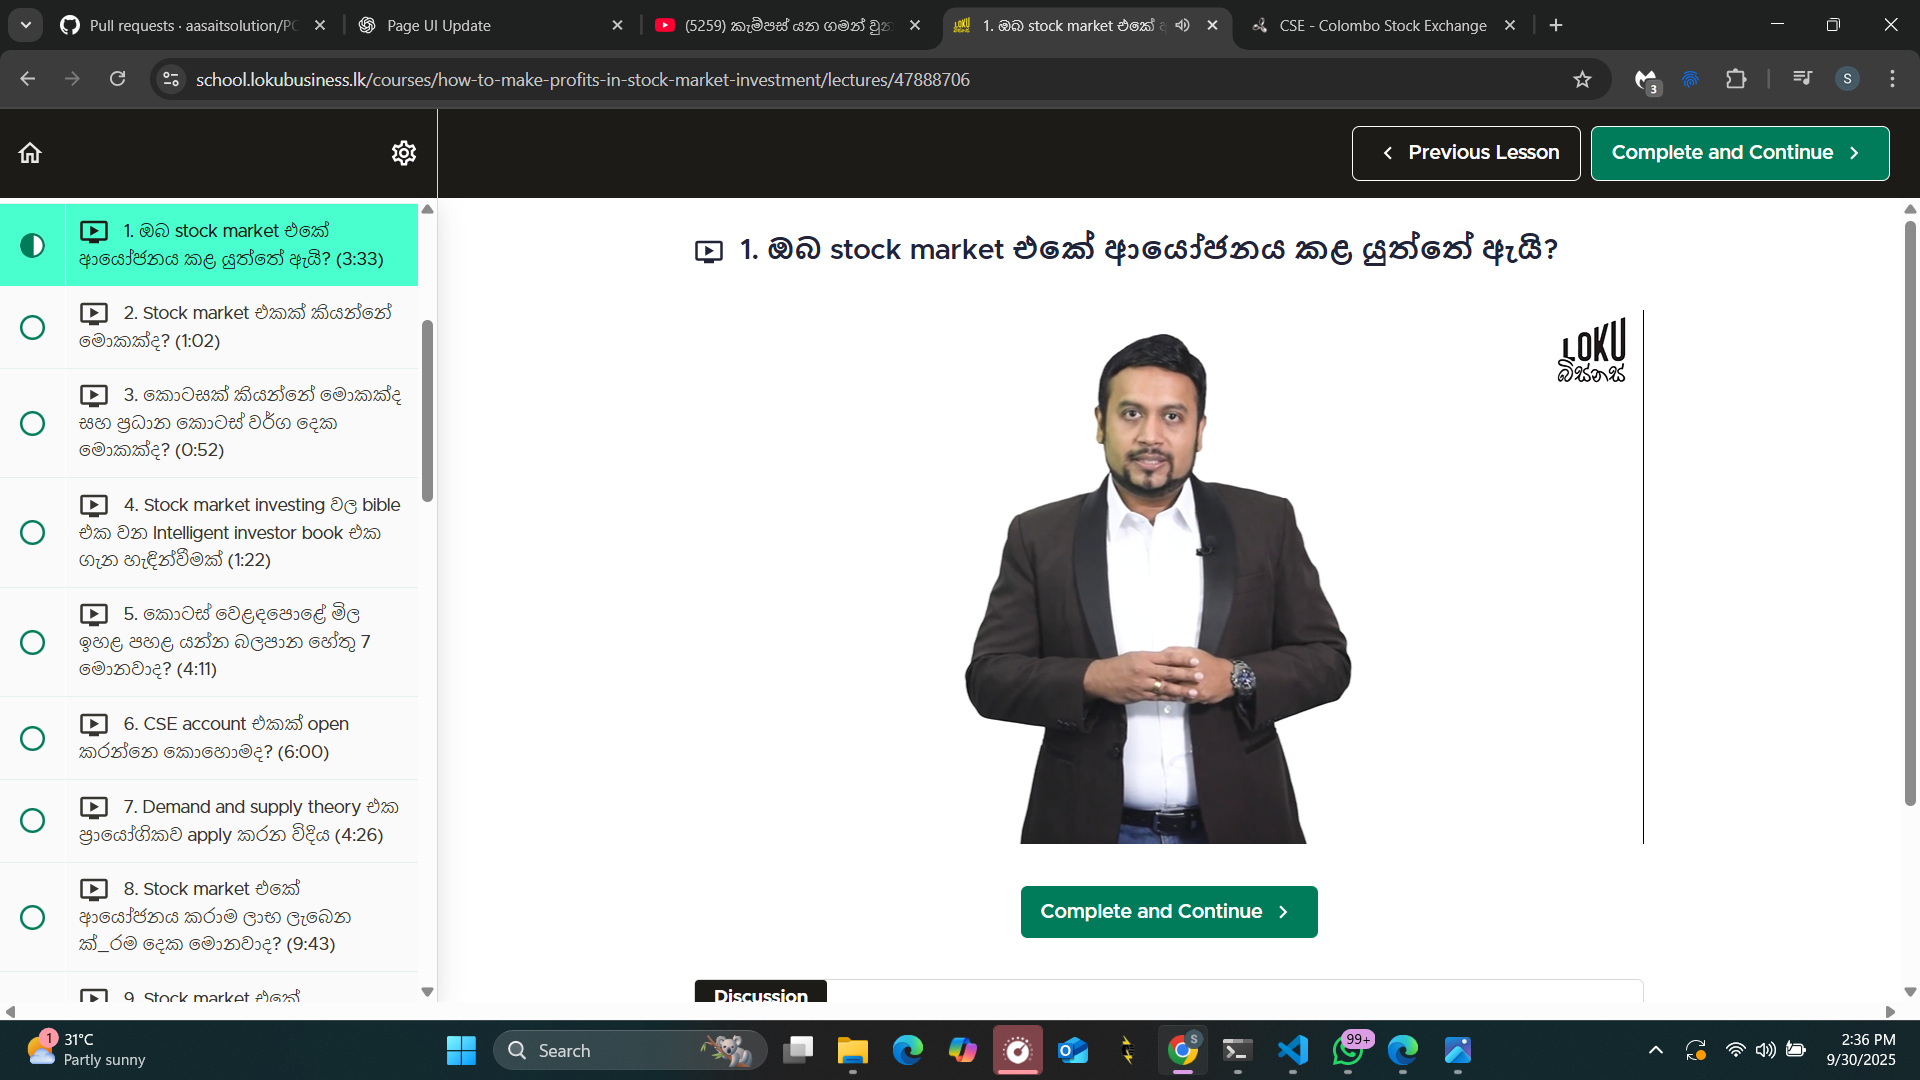 Pull requests · aasaitsolution/PC
Page UI Update
(5259) කැම්පස් යන ගමන් වුන
1. ඔබ stock market එකේ
CSE - Colombo Stock Exchange
school.lokubusiness.lk/courses/how-to-make-profits-in-stock-market-investment/lectures/47888706
3
S
Previous Lesson
Complete and Continue
1. ඔබ stock market එකේ
ආයෝජනය කළ යුත්තේ ඇයි? (3:33)
2. Stock market එකක් කියන්නේ
මොකක්ද? (1:02)
3. කොටසක් කියන්නේ මොකක්ද
සහ ප්‍රධාන කොටස් වර්ග දෙක
මොකක්ද? (0:52)
4. Stock market investing වල bible
එක වන Intelligent investor book එක
ගැන හැඳින්වීමක් (1:22)
5. කොටස් වෙළඳපොළේ මිල
ඉහළ පහළ යන්න බලපාන හේතු 7
මොනවාද? (4:11)
6. CSE account එකක් open
කරන්නෙ කොහොමද? (6:00)
7. Demand and supply theory එක
ප්‍රායෝගිකව apply කරන විදිය (4:26)
8. Stock market එකේ
ආයෝජනය කරාම ලාභ ලැබෙන
ක්_රම දෙක මොනවාද? (9:43)
9. Stock market එකේ
1. ඔබ stock market එකේ ආයෝජනය කළ යුත්තේ ඇයි?
LOKU
බිස්නස්
Complete and Continue
Discussion
1
31°C
Partly sunny
Search
S
99+
2:36 PM
9/30/2025